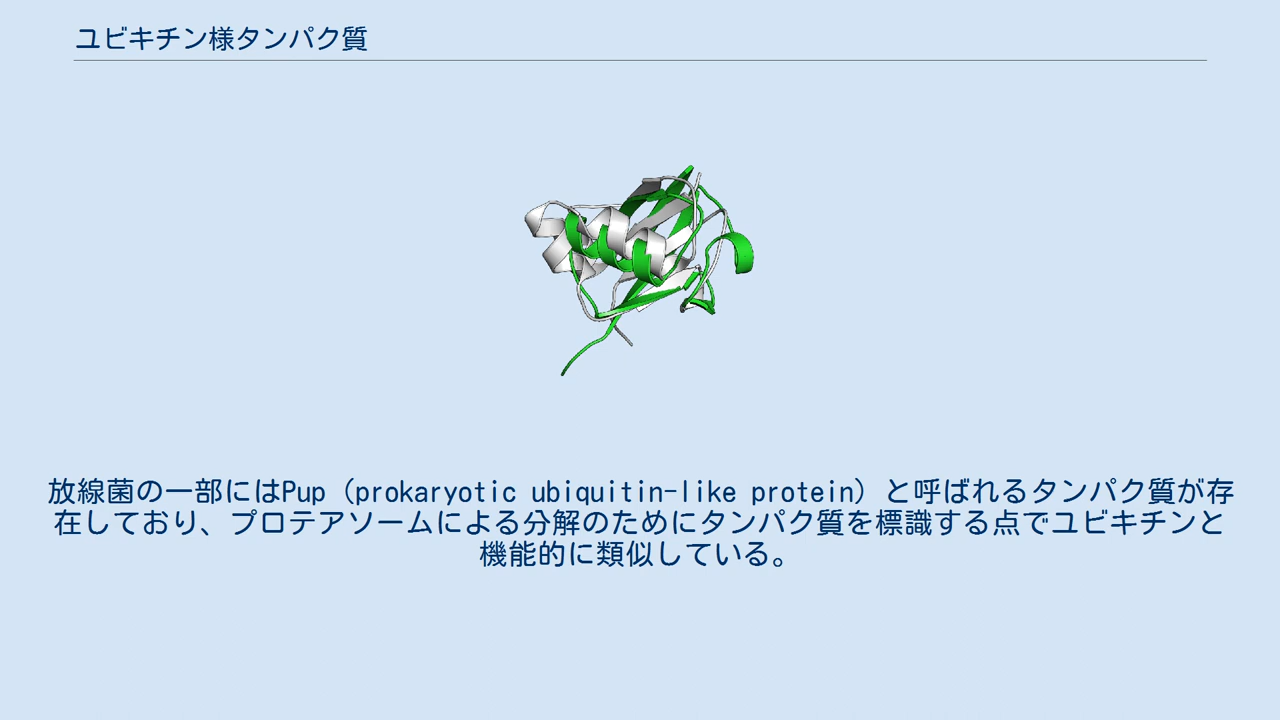 ユビキチン様タンパク質
放線菌の一部にはPup（prokaryotic ubiquitin-like protein）と呼ばれるタンパク質が存
在しており、プロテアソームによる分解のためにタンパク質を標識する点でユビキチンと
機能的に類似している。